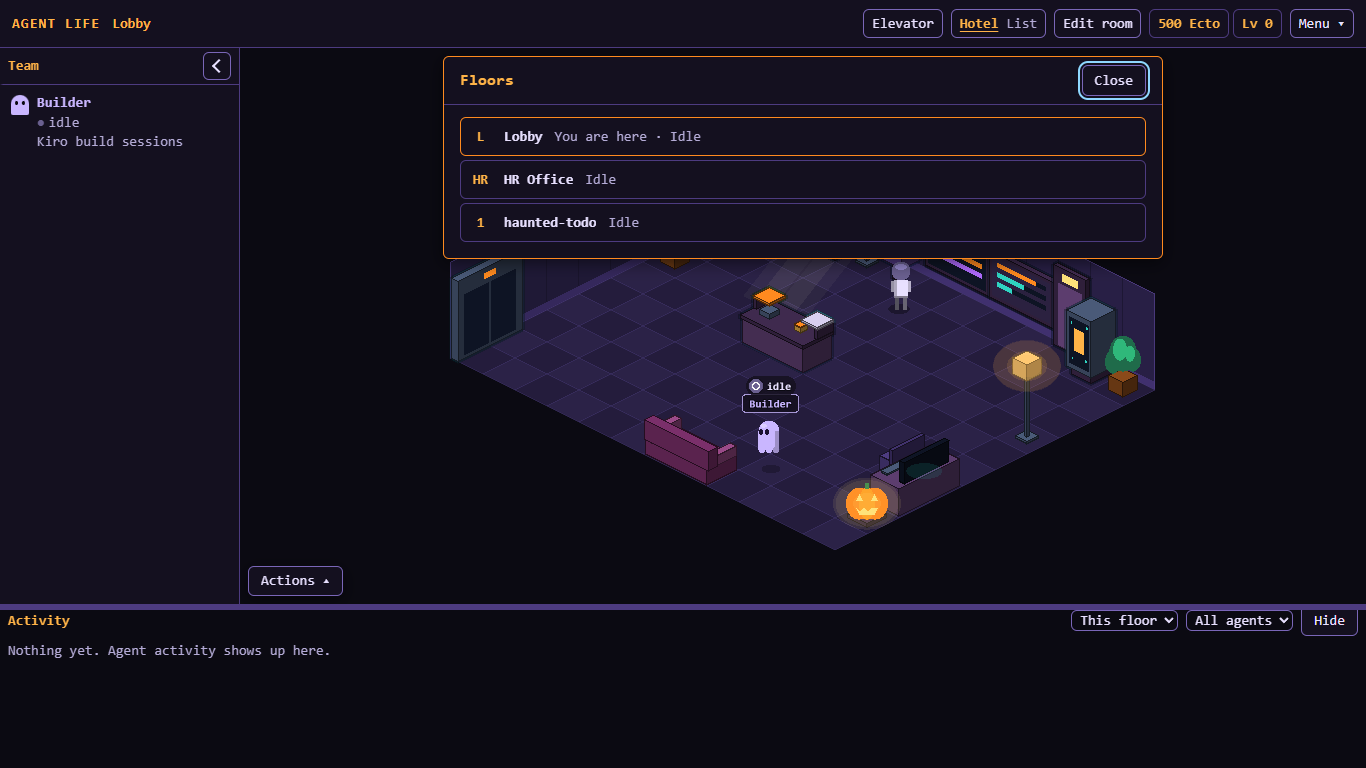 AGENT LIFE Lobby
Elevator Hotel List Edit room 500 Ecto Lv 0 Menu ▾
Team
Builder
idle
Kiro build sessions
Floors Close
L Lobby You are here · Idle
HR HR Office Idle
1 haunted-todo Idle
idle
Builder
Actions ▴
Activity This floor All agents Hide
Nothing yet. Agent activity shows up here.